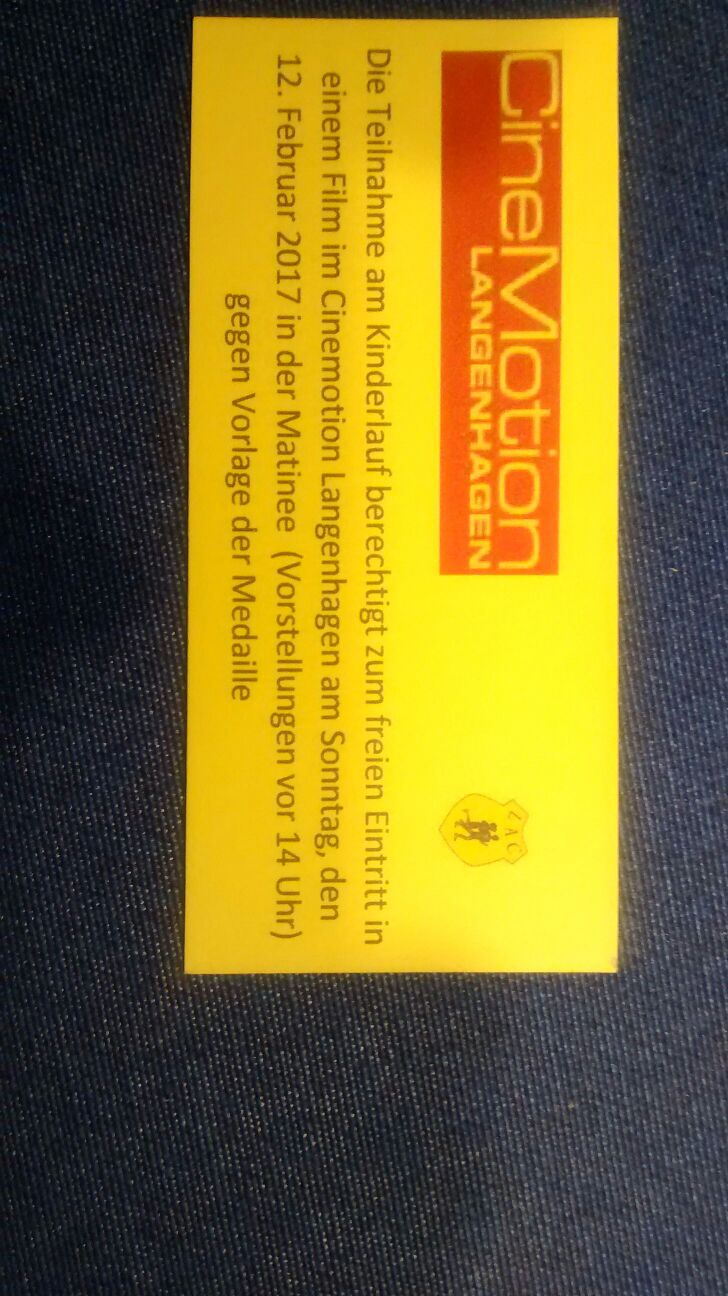 CineMotion
LANGENHAGEN
LAC
Die Teilnahme am Kinderlauf berechtigt zum freien Eintritt in
einem Film im Cinemotion Langenhagen am Sonntag, den
12. Februar 2017 in der Matinee (Vorstellungen vor 14 Uhr)
gegen Vorlage der Medaille